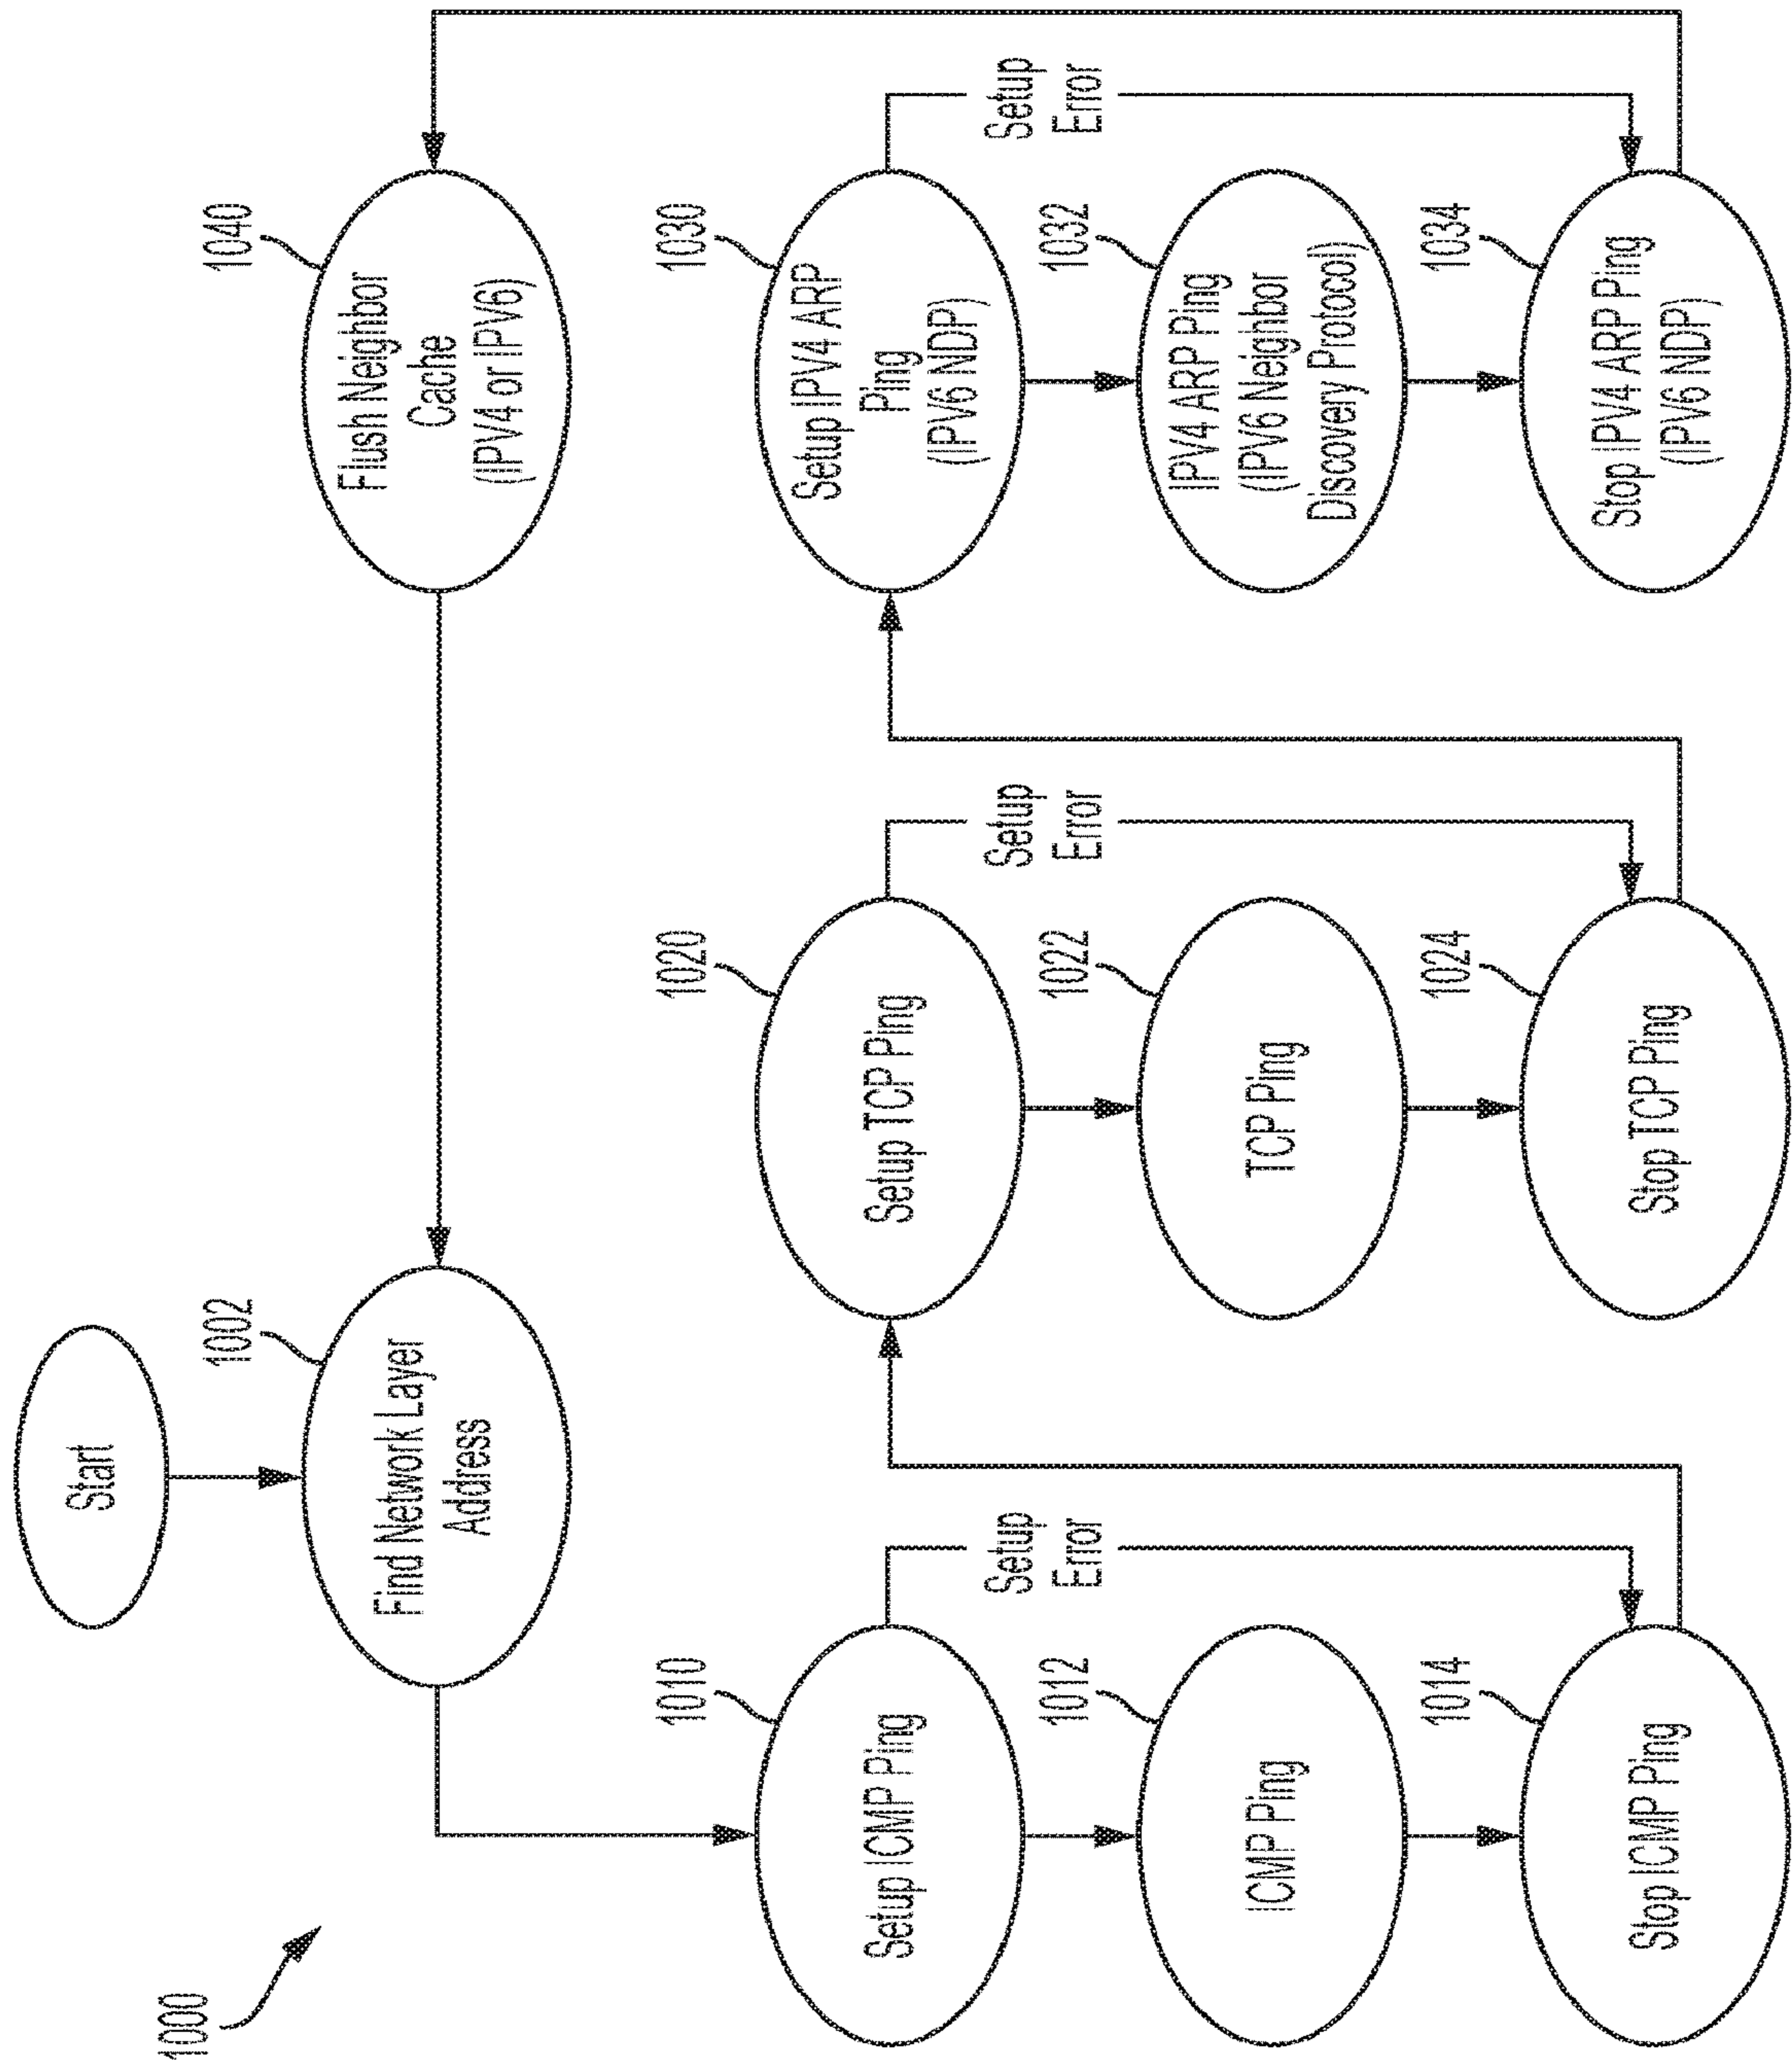 1000
Start
1002
Find Network Layer
Address
1040
Flush Neighbor
Cache
(IPV4 or IPV6)
1010
Setup ICMP Ping
Setup
Error
1012
ICMP Ping
1014
Stop ICMP Ping
1020
Setup TCP Ping
Setup
Error
1022
TCP Ping
1024
Stop TCP Ping
1030
Setup IPV4 ARP
Ping
(IPV6 NDP)
Setup
Error
1032
IPV4 ARP Ping
(IPV6 Neighbor
Discovery Protocol)
1034
Stop IPV4 ARP Ping
(IPV6 NDP)